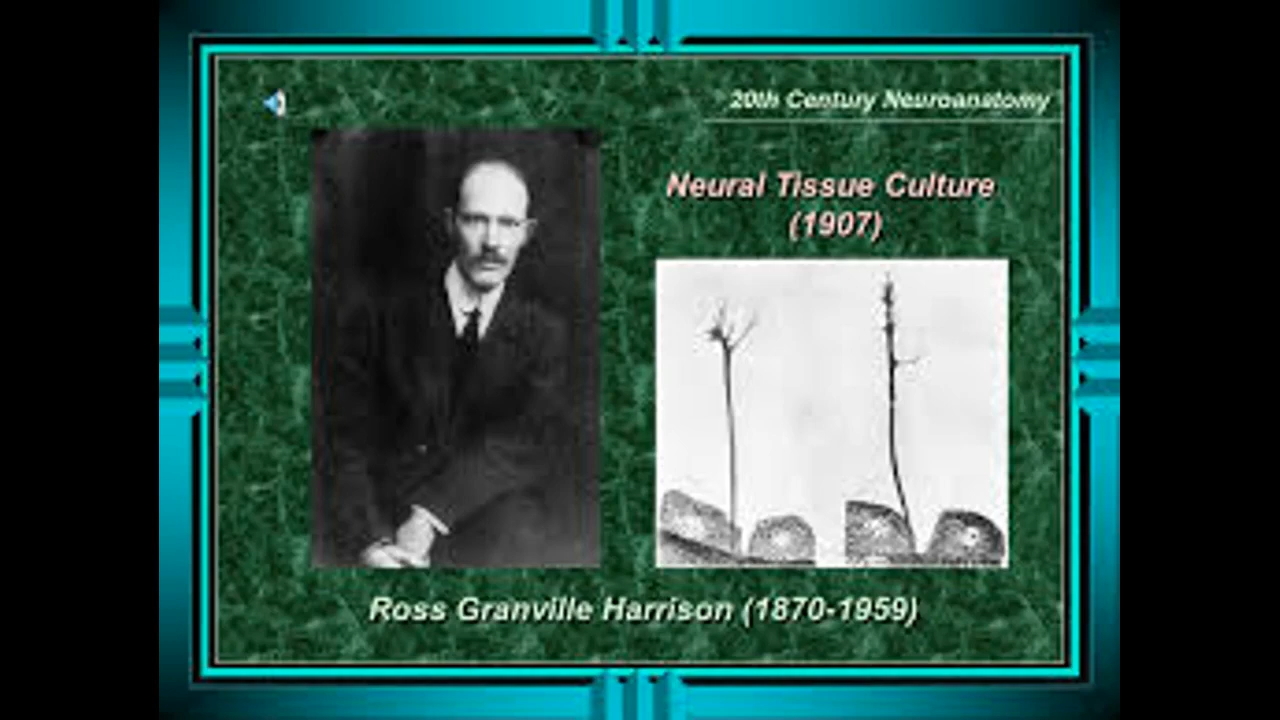 20th Century Neuroanatomy
Neural Tissue Culture
(1907)
Ross Granville Harrison (1870-1959)